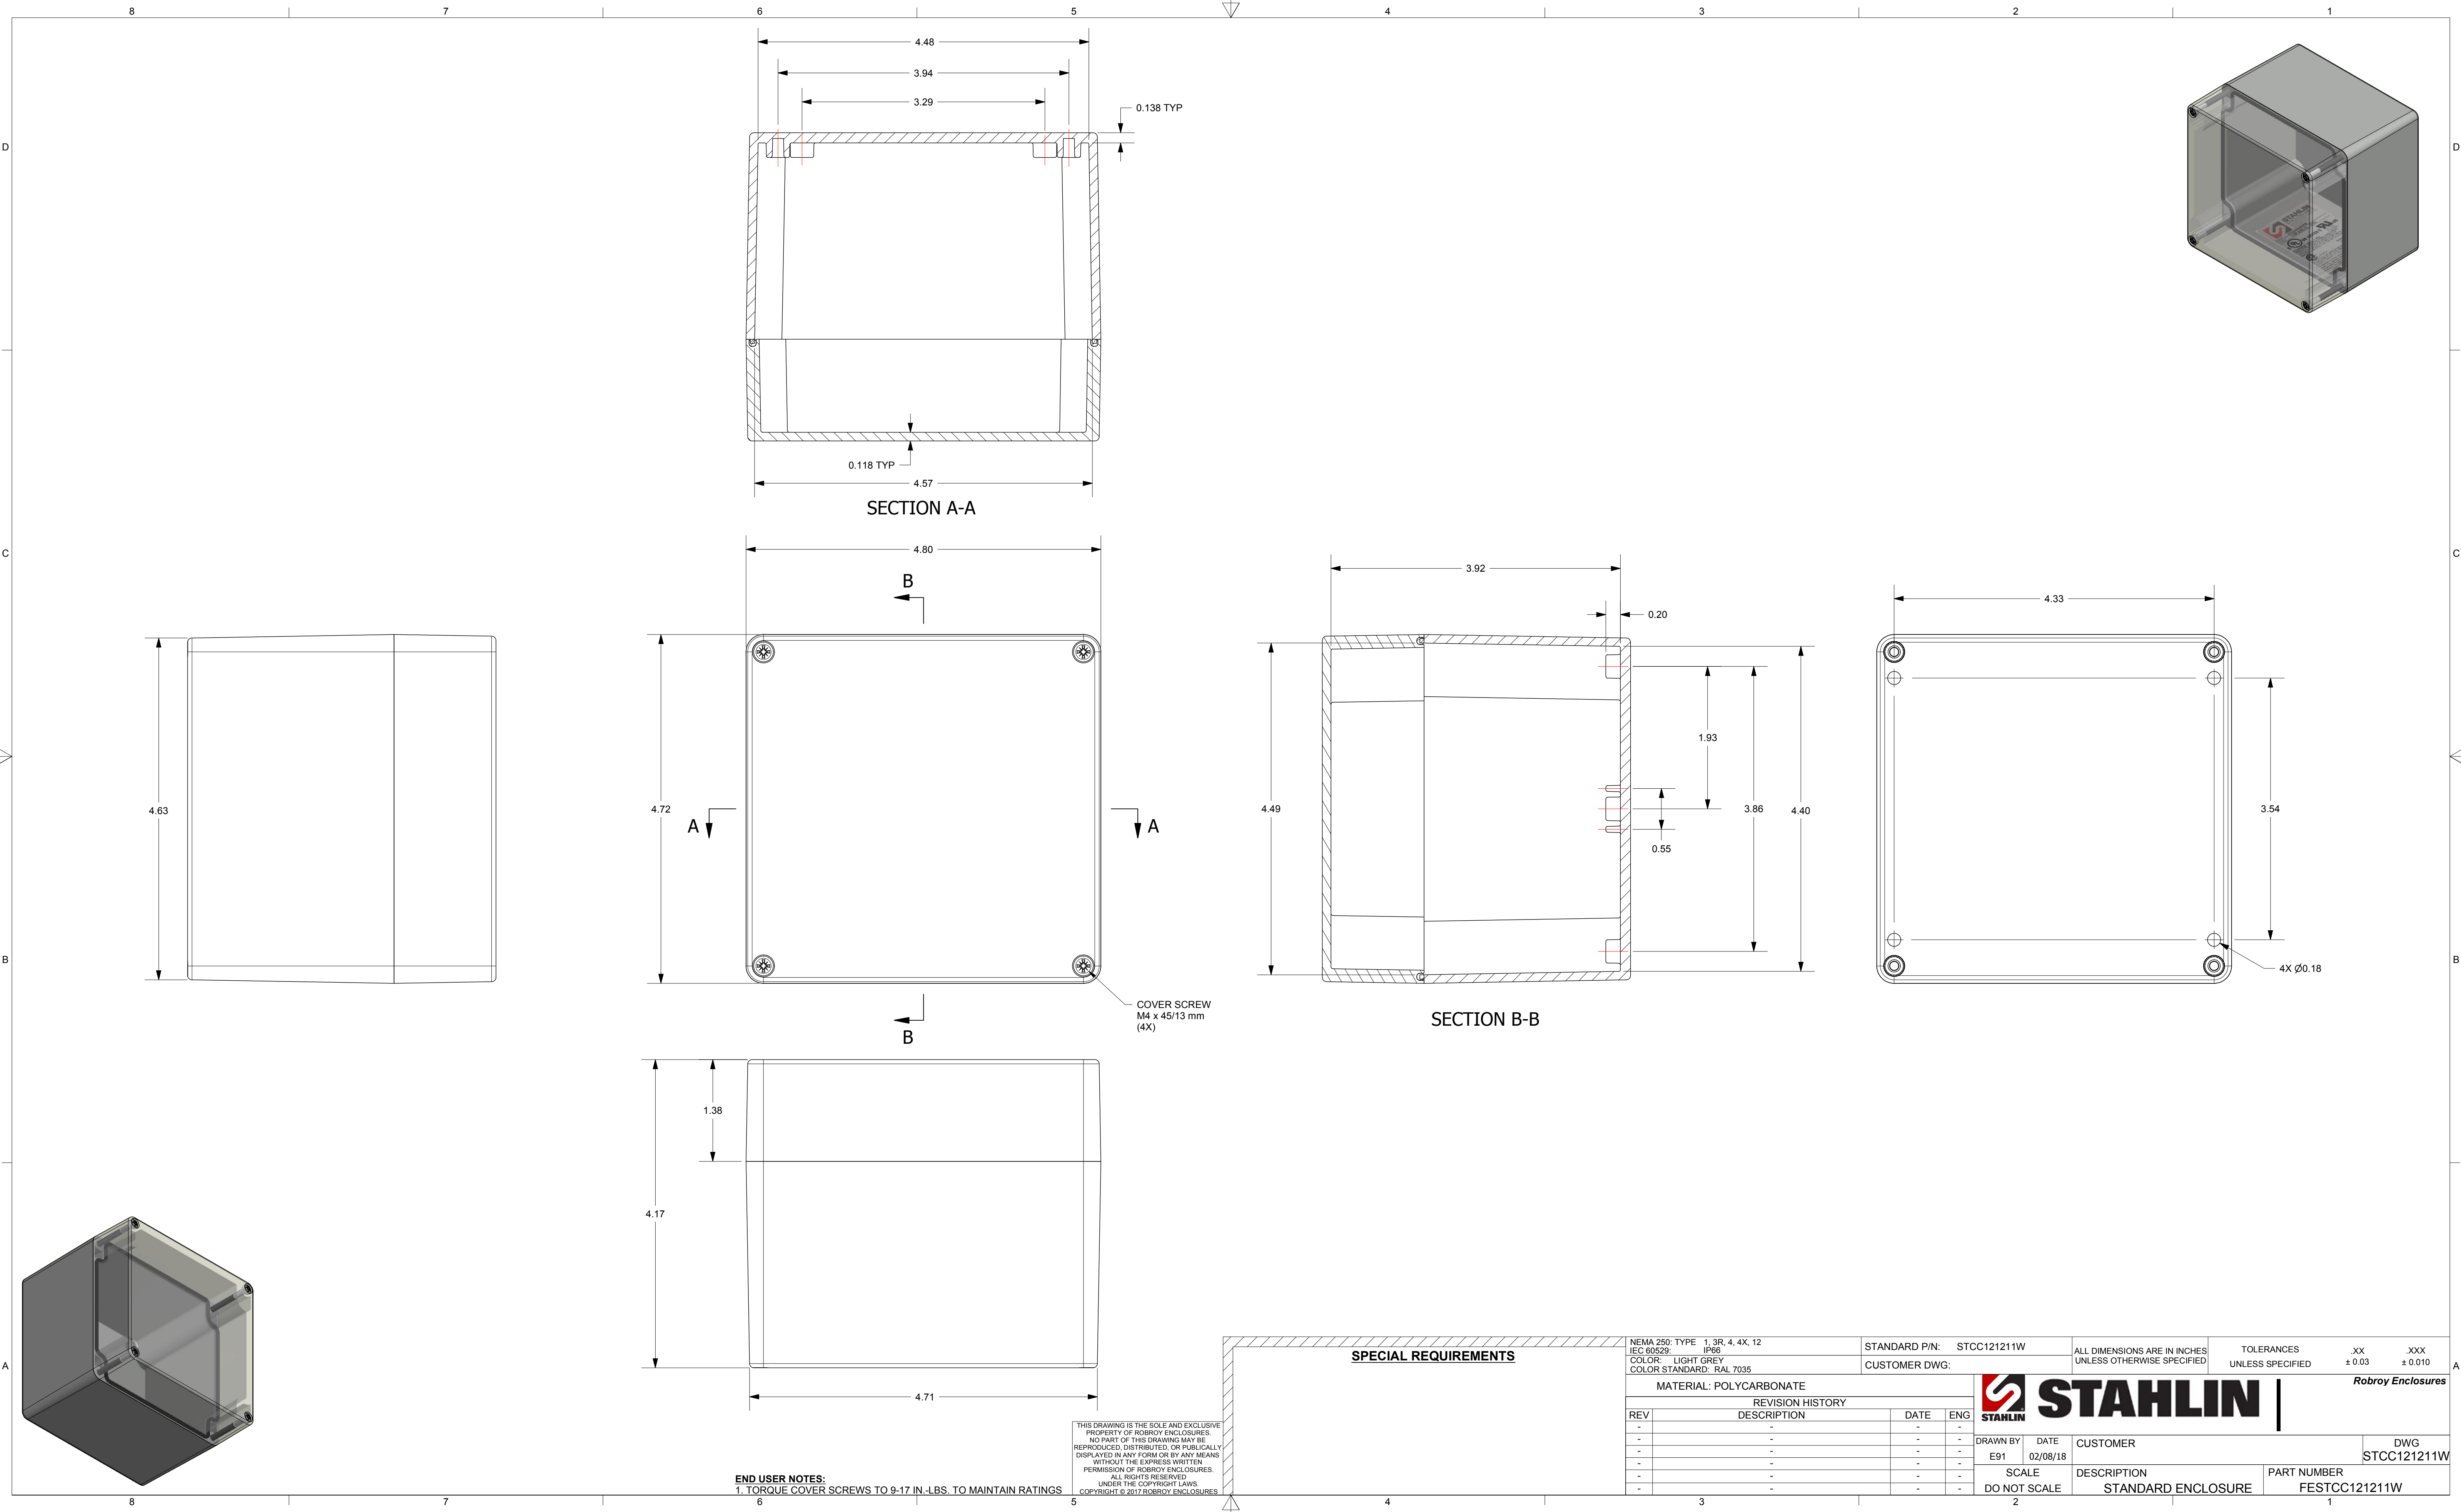 8 7 6 5 4 3 2 1
D
D
C
C
B
B
A
A
4.48
3.94
3.29
0.138 TYP
0.118 TYP
4.57
SECTION A-A
4.80
B
4.63
4.72
A
A
COVER SCREW
M4 x 45/13 mm
(4X)
B
3.92
0.20
4.49
1.93
3.86
4.40
0.55
SECTION B-B
4.33
3.54
4X Ø0.18
1.38
4.17
4.71
STAHLIN
END USER NOTES:
1. TORQUE COVER SCREWS TO 9-17 IN.-LBS. TO MAINTAIN RATINGS
THIS DRAWING IS THE SOLE AND EXCLUSIVE
PROPERTY OF ROBROY ENCLOSURES.
NO PART OF THIS DRAWING MAY BE
REPRODUCED, DISTRIBUTED, OR PUBLICALLY
DISPLAYED IN ANY FORM OR BY ANY MEANS
WITHOUT THE EXPRESS WRITTEN
PERMISSION OF ROBROY ENCLOSURES.
ALL RIGHTS RESERVED
UNDER THE COPYRIGHT LAWS.
COPYRIGHT © 2017 ROBROY ENCLOSURES
SPECIAL REQUIREMENTS
NEMA 250: TYPE 1, 3R, 4, 4X, 12
IEC 60529: IP66
COLOR: LIGHT GREY
COLOR STANDARD: RAL 7035
STANDARD P/N: STCC121211W
CUSTOMER DWG:
ALL DIMENSIONS ARE IN INCHES
UNLESS OTHERWISE SPECIFIED
TOLERANCES .XX .XXX
UNLESS SPECIFIED ± 0.03 ± 0.010
MATERIAL: POLYCARBONATE
REVISION HISTORY
REV DESCRIPTION DATE ENG
- - - -
- - - -
- - - -
- - - -
- - - -
- - - -
STAHLIN
STAHLIN
Robroy Enclosures
DRAWN BY DATE
E91 02/08/18
CUSTOMER
DWG
STCC121211W
SCALE
DO NOT SCALE
DESCRIPTION
STANDARD ENCLOSURE
PART NUMBER
FESTCC121211W
8 7 6 5 4 3 2 1